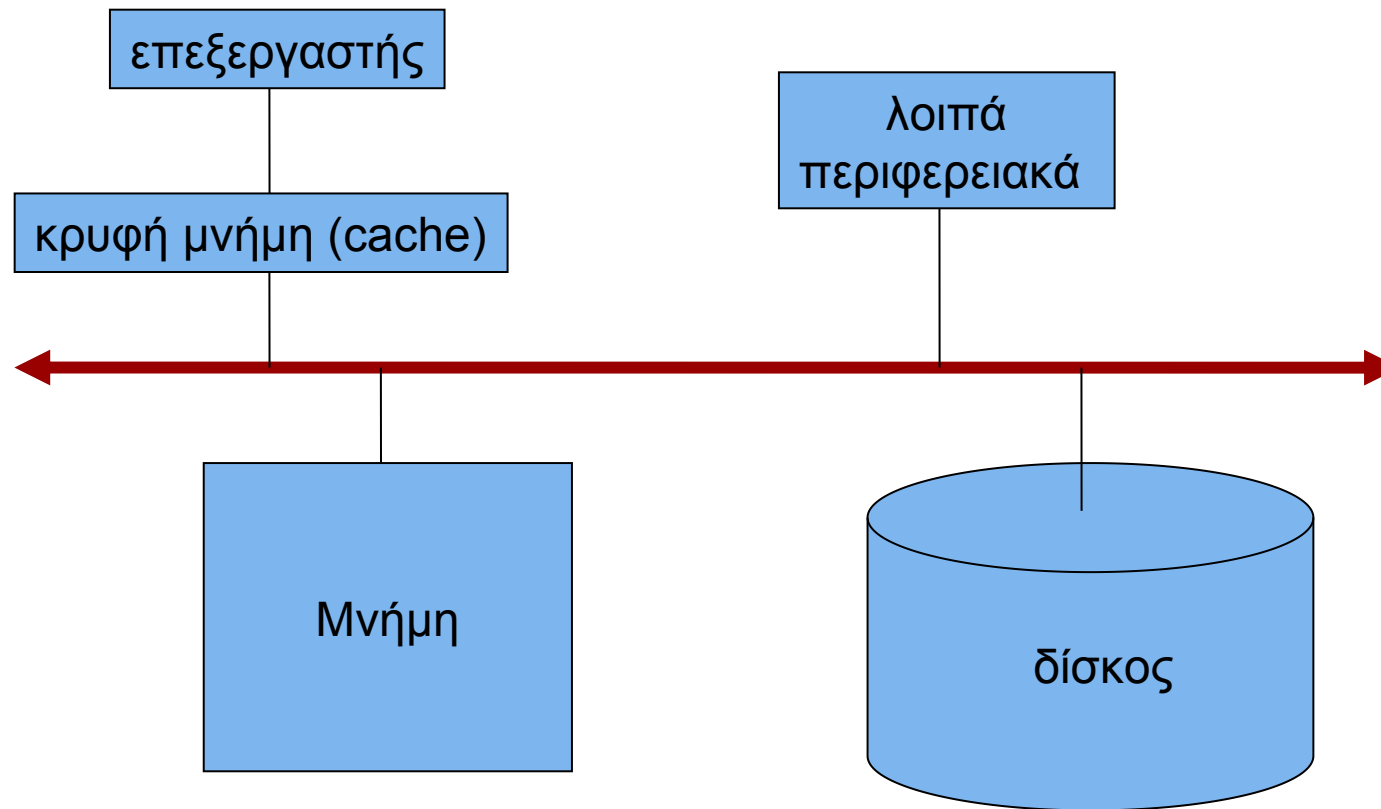 επεξεργαστής
λοιπά
περιφερειακά
κρυφή μνήμη (cache)
Μνήμη
δίσκος